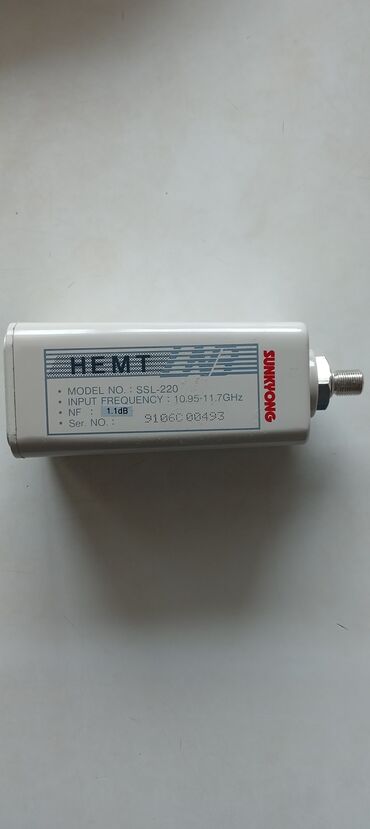 HEMT LNB
• MODEL NO. : SSL-220
• INPUT FREQUENCY : 10.95-11.7GHz
• NF : 1.1dB
• Ser. NO. : 9106C00493
SUNKYONG